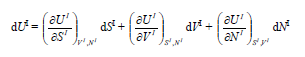 dU^I = (∂U^I/∂S^I)_{V^I,N^I} dS^I + (∂U^I/∂V^I)_{S^I,N^I} dV^I + (∂U^I/∂N^I)_{S^I,V^I} dN^I